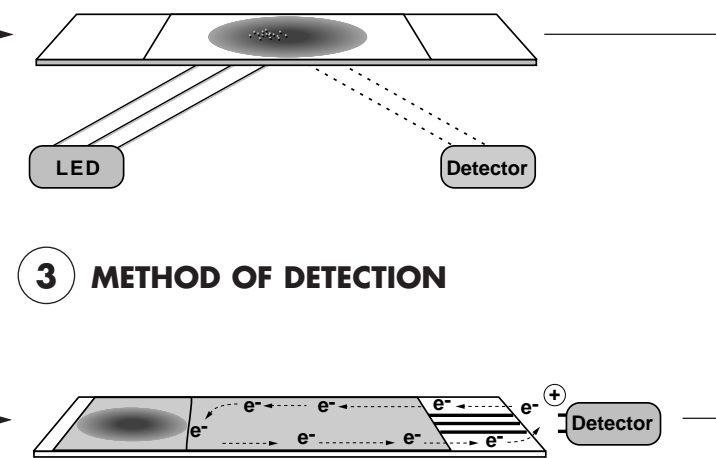 LED
Detector
3 METHOD OF DETECTION
e- e- e- e- +
e- e- e- e- Detector